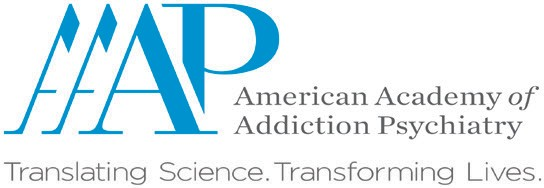 AAAP
American Academy of
Addiction Psychiatry
Translating Science. Transforming Lives.